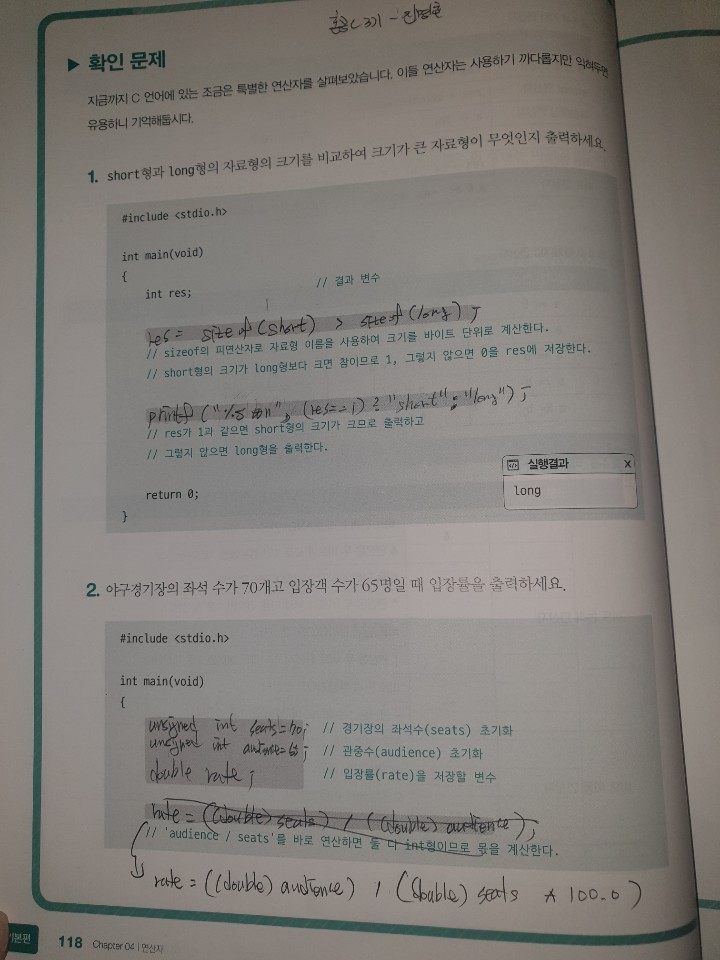 혼공C 3기 -
▶ 확인 문제
지금까지 C 언어에 있는 조금은 특별한 연산자를 살펴보았습니다. 이들 연산자는 사용하기 까다롭지만 익혀두면
유용하니 기억해둡시다.
1. short형과 long형의 자료형의 크기를 비교하여 크기가 큰 자료형이 무엇인지 출력하세요.
#include <stdio.h>
int main(void)
{
int res; // 결과 변수
res = sizeof(short) > sizeof(long);
// sizeof의 피연산자로 자료형 이름을 사용하여 크기를 바이트 단위로 계산한다.
// short형의 크기가 long형보다 크면 참이므로 1, 그렇지 않으면 0을 res에 저장한다.
printf("%s\n", (res==1) ? "short" : "long");
// res가 1과 같으면 short형의 크기가 크므로 출력하고
// 그렇지 않으면 long형을 출력한다.
실행결과 x
return 0;
long
}
2. 야구경기장의 좌석 수가 70개고 입장객 수가 65명일 때 입장률을 출력하세요.
#include <stdio.h>
int main(void)
{
unsigned int seats=70; // 경기장의 좌석수(seats) 초기화
unsigned int // 관중수(audience) 초기화
double rate; // 입장률(rate)을 저장할 변수
rate = ((double) seats) / ((double) audience);
// 'audience / seats'를 바로 연산하면 둘 다 int형이므로 몫을 계산한다.
rate = ((double) audience) / ((double) seats * 100.0)
기본편 118 Chapter 04 | 연산자